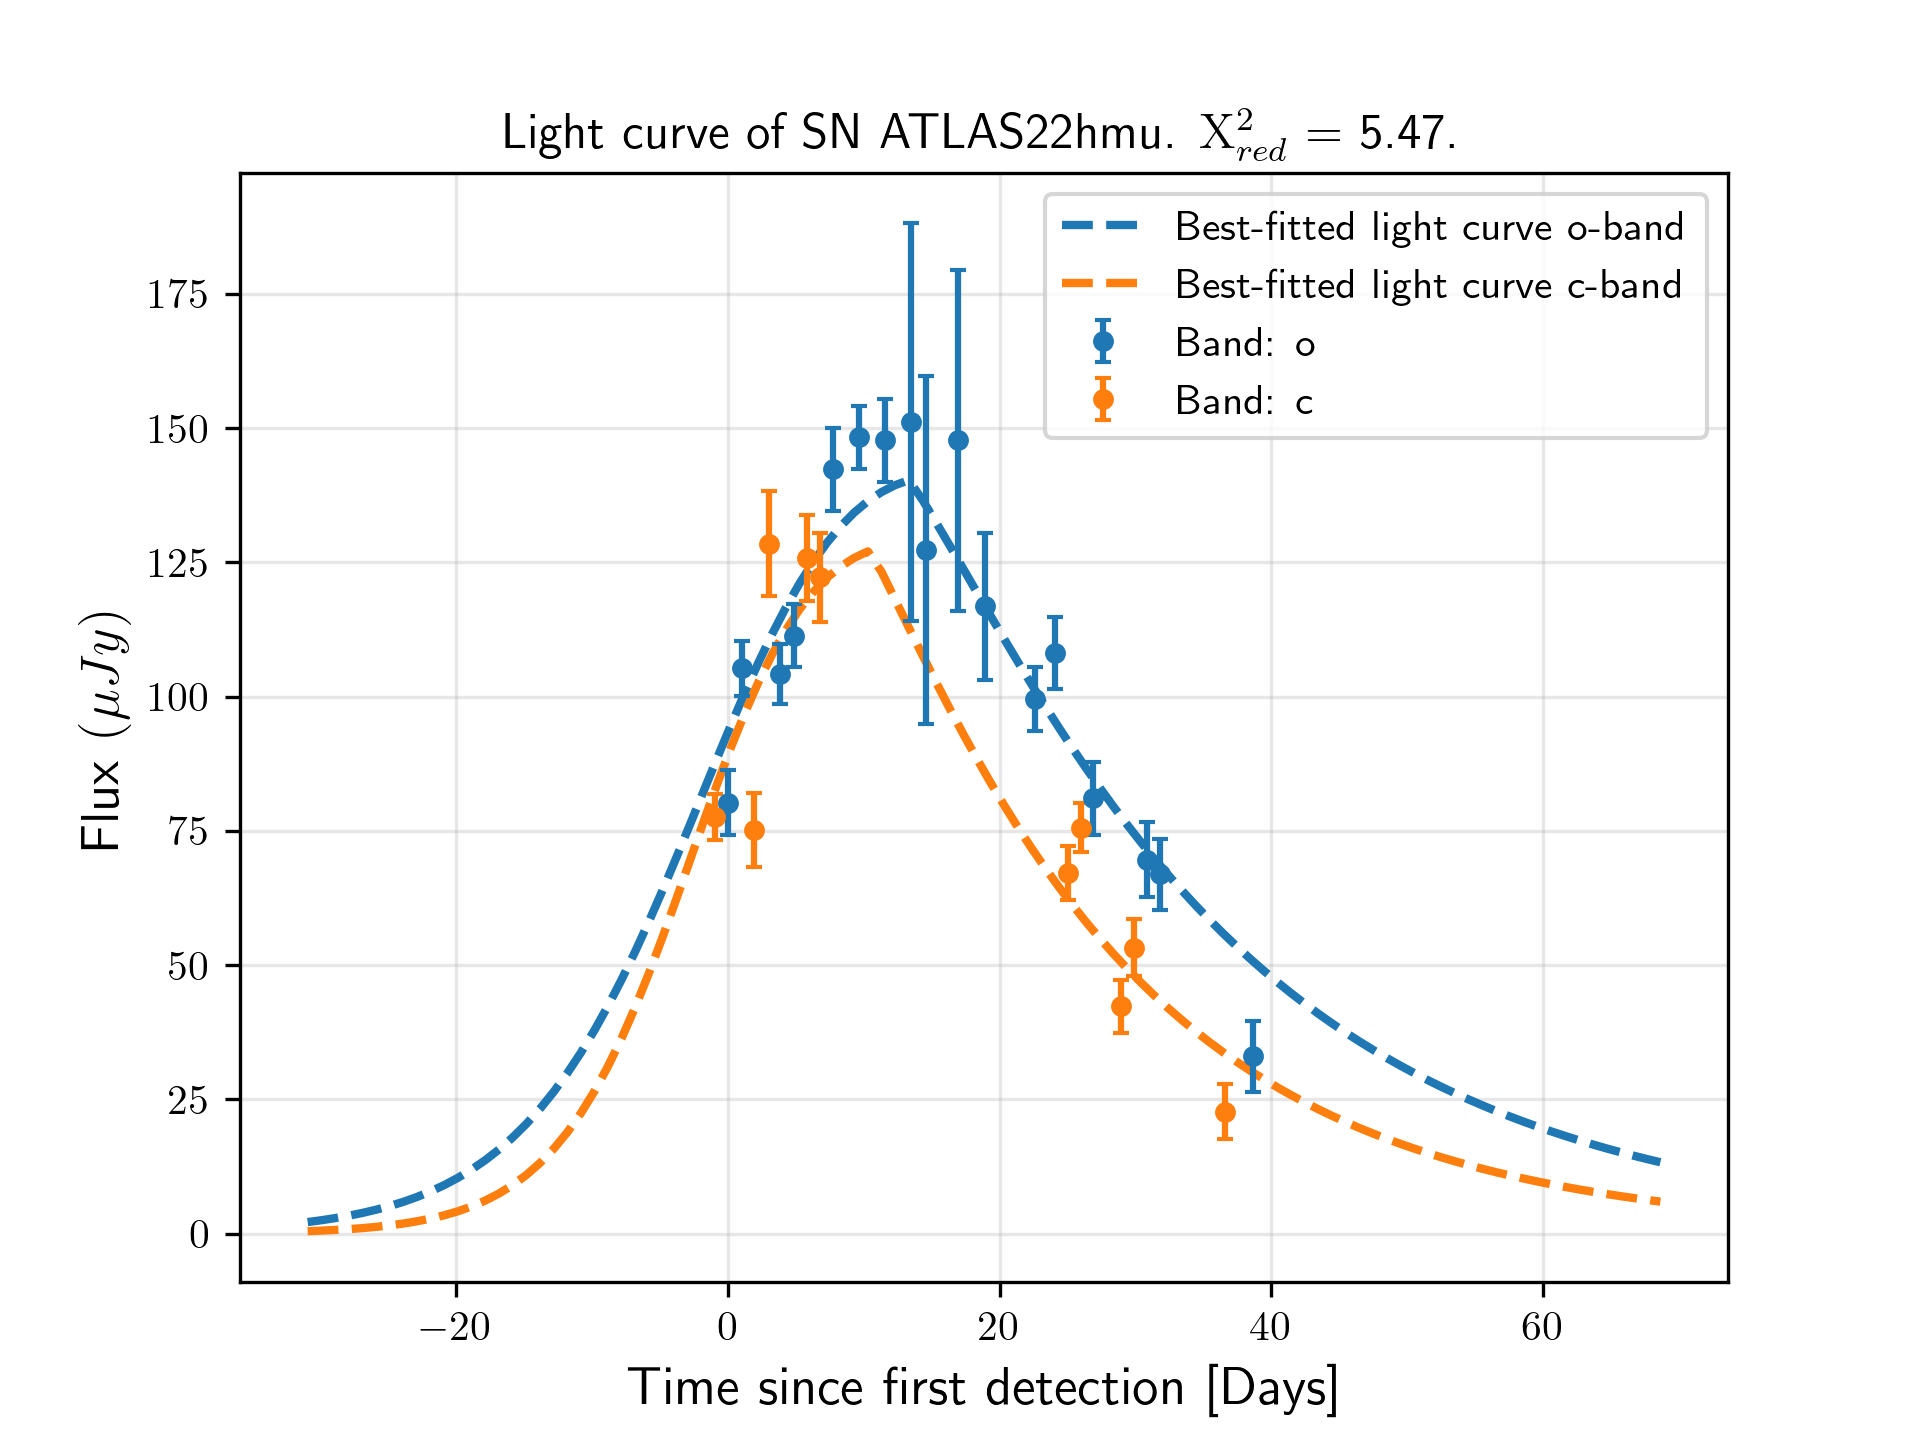 Light curve of SN ATLAS22hmu. X²_red = 5.47.
Best-fitted light curve o-band
Best-fitted light curve c-band
Band: o
Band: c
Flux (μJy)
175
150
125
100
75
50
25
0
−20 0 20 40 60
Time since first detection [Days]